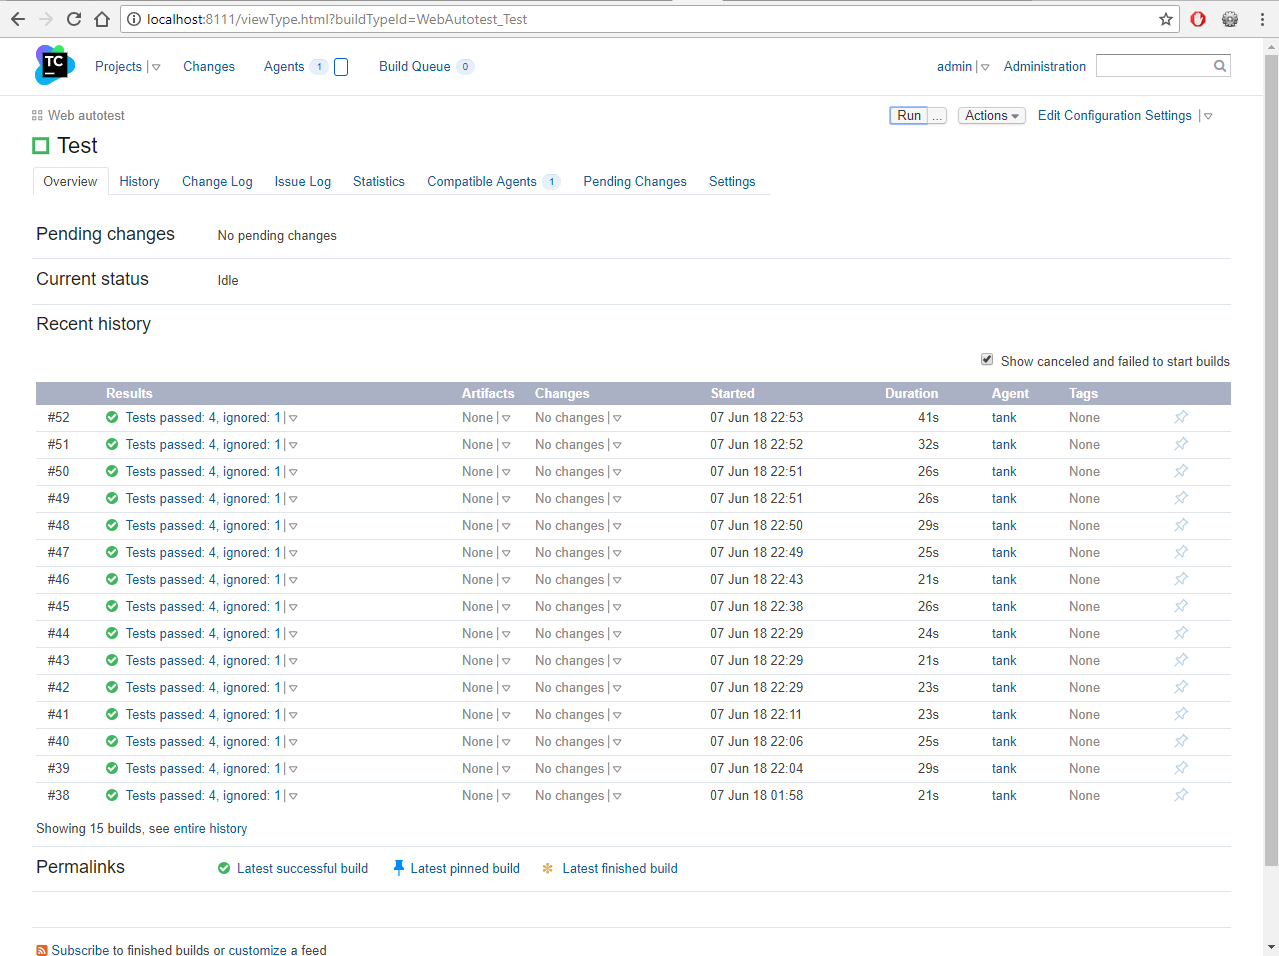 localhost:8111/viewType.html?buildTypeId=WebAutotest_Test
TC Projects Changes Agents 1 Build Queue 0 admin Administration
Web autotest Run ... Actions Edit Configuration Settings
Test
Overview History Change Log Issue Log Statistics Compatible Agents 1 Pending Changes Settings
Pending changes No pending changes
Current status Idle
Recent history
Show canceled and failed to start builds
Results Artifacts Changes Started Duration Agent Tags
#52 Tests passed: 4, ignored: 1 None No changes 07 Jun 18 22:53 41s tank None
#51 Tests passed: 4, ignored: 1 None No changes 07 Jun 18 22:52 32s tank None
#50 Tests passed: 4, ignored: 1 None No changes 07 Jun 18 22:51 26s tank None
#49 Tests passed: 4, ignored: 1 None No changes 07 Jun 18 22:51 26s tank None
#48 Tests passed: 4, ignored: 1 None No changes 07 Jun 18 22:50 29s tank None
#47 Tests passed: 4, ignored: 1 None No changes 07 Jun 18 22:49 25s tank None
#46 Tests passed: 4, ignored: 1 None No changes 07 Jun 18 22:43 21s tank None
#45 Tests passed: 4, ignored: 1 None No changes 07 Jun 18 22:38 26s tank None
#44 Tests passed: 4, ignored: 1 None No changes 07 Jun 18 22:29 24s tank None
#43 Tests passed: 4, ignored: 1 None No changes 07 Jun 18 22:29 21s tank None
#42 Tests passed: 4, ignored: 1 None No changes 07 Jun 18 22:29 23s tank None
#41 Tests passed: 4, ignored: 1 None No changes 07 Jun 18 22:11 23s tank None
#40 Tests passed: 4, ignored: 1 None No changes 07 Jun 18 22:06 25s tank None
#39 Tests passed: 4, ignored: 1 None No changes 07 Jun 18 22:04 29s tank None
#38 Tests passed: 4, ignored: 1 None No changes 07 Jun 18 01:58 21s tank None
Showing 15 builds, see entire history
Permalinks Latest successful build Latest pinned build Latest finished build
Subscribe to finished builds or customize a feed